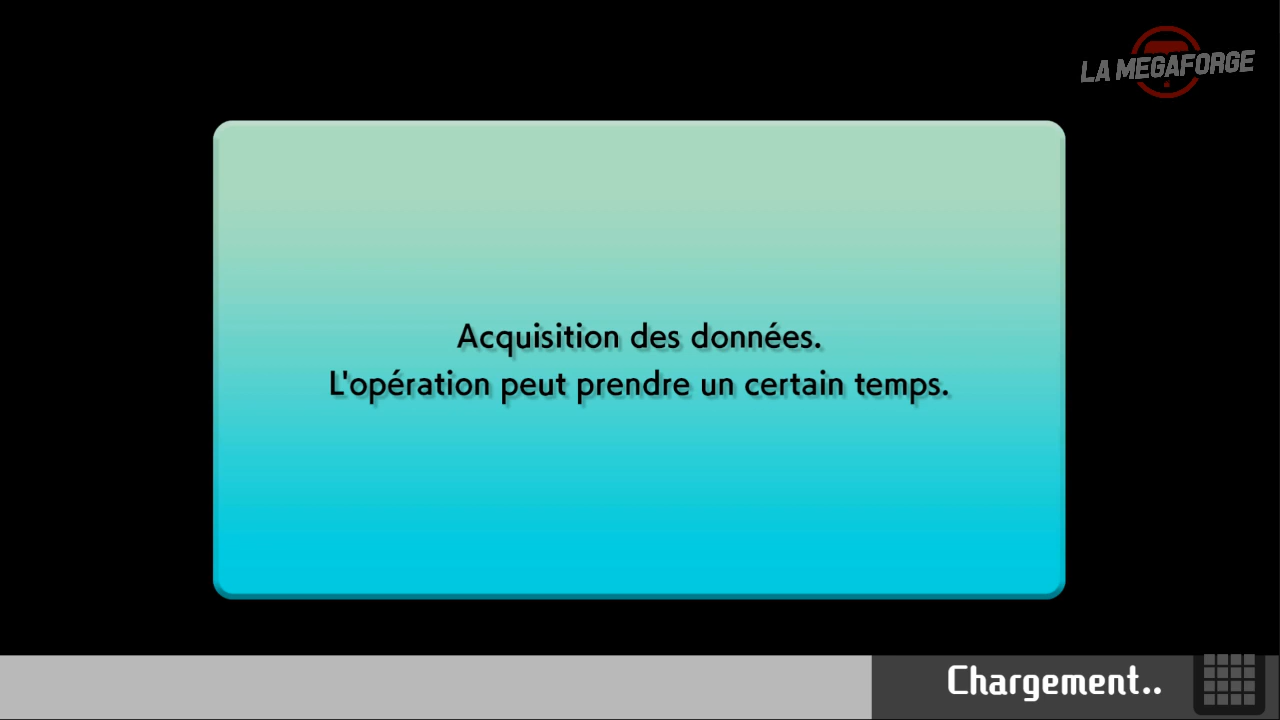 LA MEGAFORGE
Acquisition des données.
L'opération peut prendre un certain temps.
Chargement..